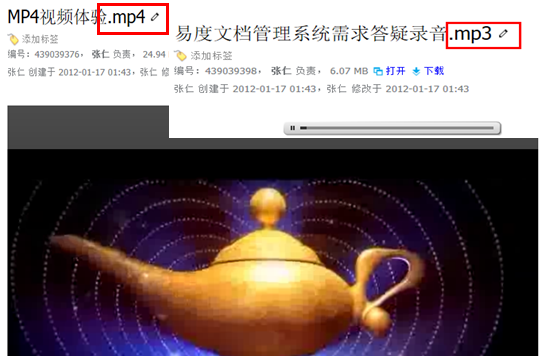 MP4视频体验.mp4
添加标签
编号：439039376， 张仁 负责， 24.94
张仁 创建于 2012-01-17 01:43，张仁 修
易度文档管理系统需求答疑录音.mp3
添加标签
编号：439039398， 张仁 负责， 6.07 MB 打开 下载
张仁 创建于 2012-01-17 01:43，张仁 修改于 2012-01-17 01:43